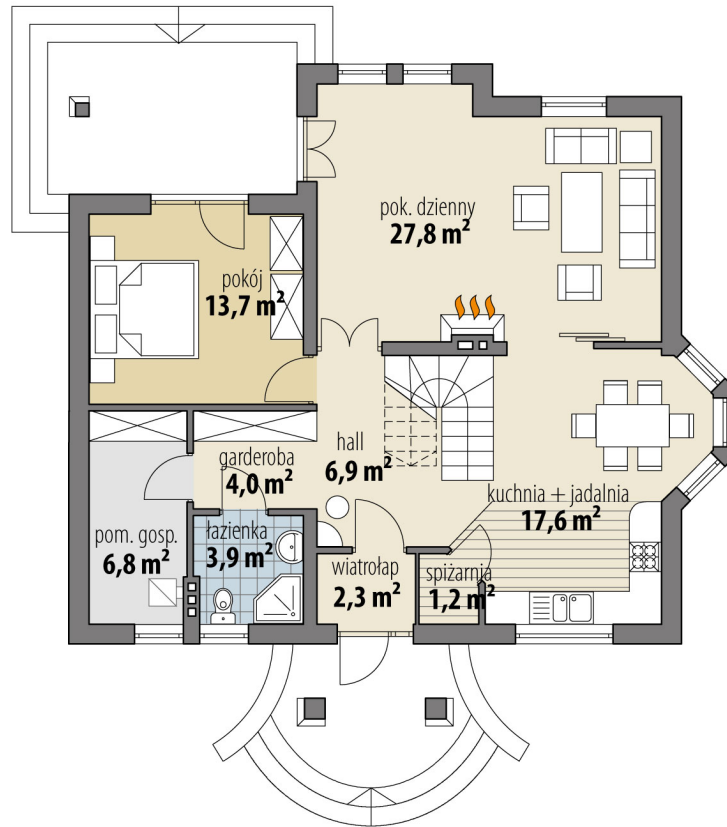 pok. dzienny
27,8 m²
pokój
13,7 m²
hall
6,9 m²
garderoba
4,0 m²
kuchnia + jadalnia
17,6 m²
pom. gosp.
6,8 m²
łazienka
3,9 m²
wiatrołap
2,3 m²
spiżarnia
1,2 m²